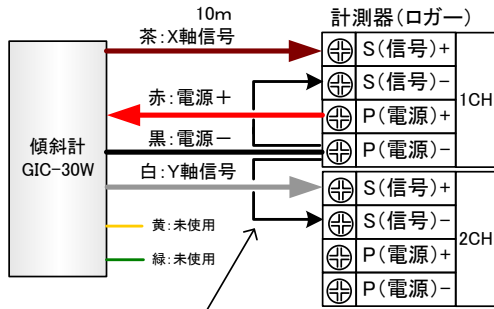 10m
計測器(ロガー)
茶:X軸信号
S(信号)+
S(信号)-
赤:電源+
P(電源)+
1CH
黒:電源-
P(電源)-
傾斜計
GIC-30W
白:Y軸信号
S(信号)+
黄:未使用
S(信号)-
2CH
緑:未使用
P(電源)+
P(電源)-